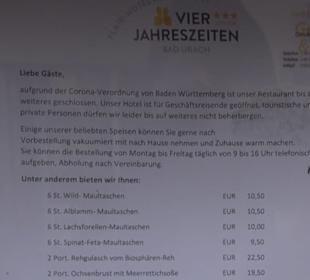 FLAIR-HOTEL
VIER
JAHRESZEITEN
BAD URACH
Liebe Gäste,
aufgrund der Corona-Verordnung von Baden Württemberg ist unser Restaurant bis
weiteres geschlossen. Unser Hotel ist für Geschäftsreisende geöffnet, touristische
private Personen dürfen wir leider bis auf weiteres nicht beherbergen.
Einige unserer beliebten Speisen können Sie gerne nach
Vorbestellung vakuumiert mit nach Hause nehmen und Zuhause warm machen.
Sie können die Bestellung von Montag bis Freitag täglich von 9 bis 16 Uhr telefonisch
aufgeben, Abholung nach Vereinbarung.
Unter anderem bieten wir Ihnen:
6 St. Wild- Maultaschen EUR 10,50
6 St. Alblamm- Maultaschen EUR 10,50
6 St. Lachsforellen-Maultaschen EUR 10,00
6 St. Spinat-Feta-Maultaschen EUR 9,50
2 Port. Rehgulasch vom Biosphären-Reh EUR 22,50
2 Port. Ochsenbrust mit Meerrettichsoße EUR 19,50